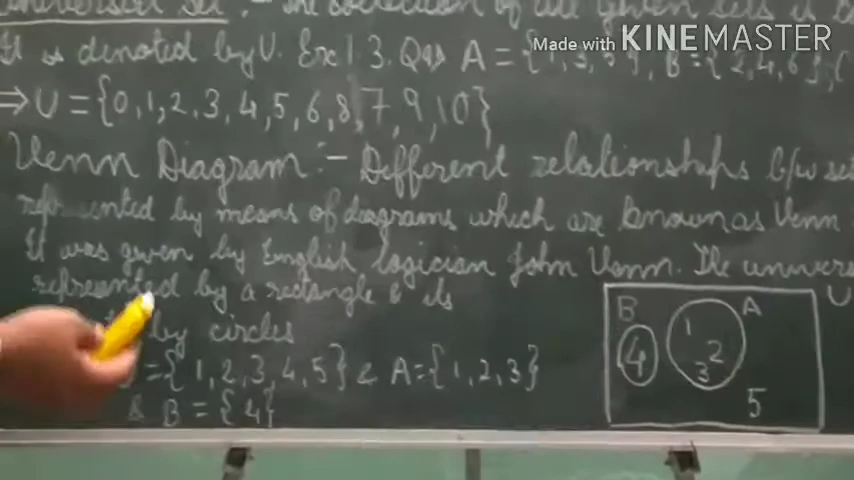 Universal Set :- The collection of all given sets is
It is denoted by U. Ex 1.3. Q4) A = {1,3,5}, B = {2,4,6}, C
Made with KINEMASTER
⇒ U = {0,1,2,3,4,5,6,8,7,9,10}
Venn Diagram :- Different relationships b/w sets
represented by means of diagrams which are known as Venn
It was given by English logician John Venn. The univers
represented by a rectangle & its
by circles
= {1,2,3,4,5} & A = {1,2,3}
& B = {4}
U
B A
4 1 2 3
5